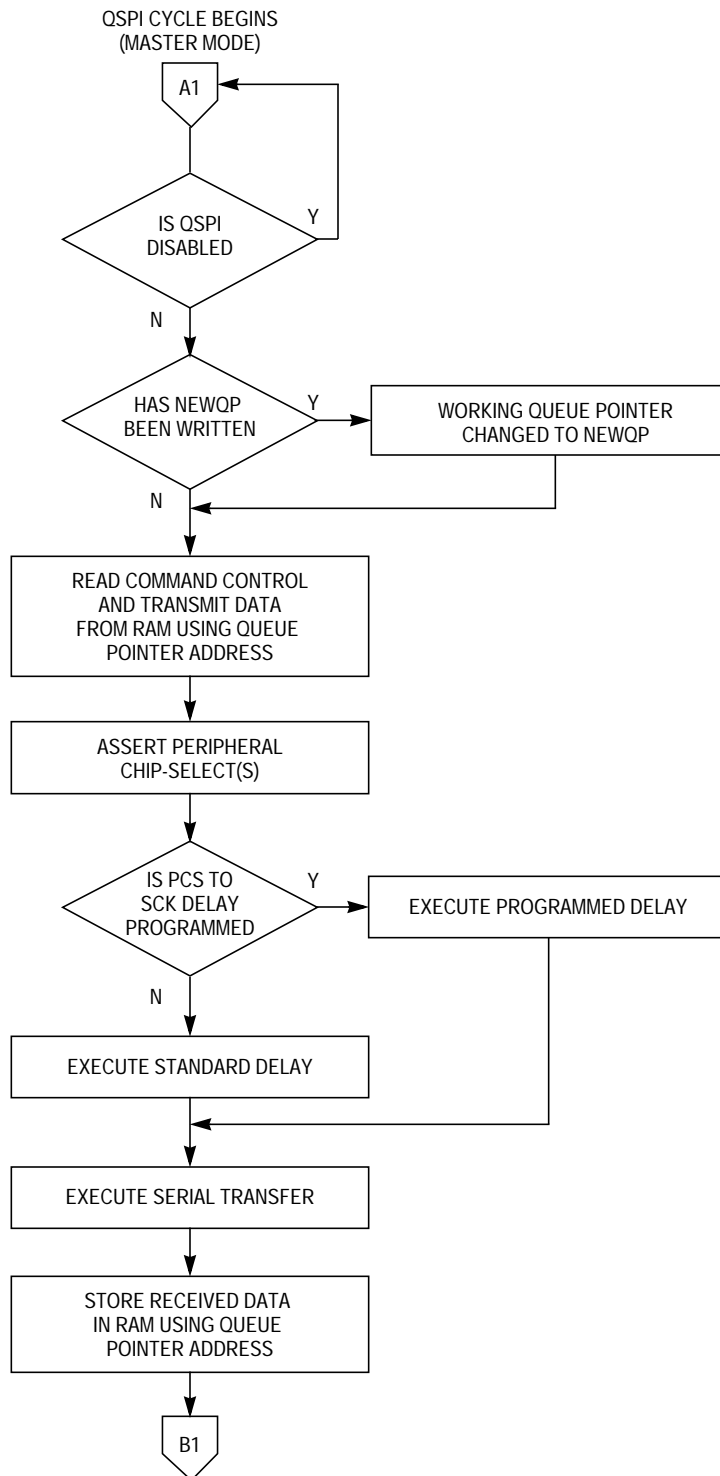 QSPI CYCLE BEGINS
(MASTER MODE)
A1
IS QSPI
DISABLED
Y
N
HAS NEWQP
BEEN WRITTEN
Y
WORKING QUEUE POINTER
CHANGED TO NEWQP
N
READ COMMAND CONTROL
AND TRANSMIT DATA
FROM RAM USING QUEUE
POINTER ADDRESS
ASSERT PERIPHERAL
CHIP-SELECT(S)
IS PCS TO
SCK DELAY
PROGRAMMED
Y
EXECUTE PROGRAMMED DELAY
N
EXECUTE STANDARD DELAY
EXECUTE SERIAL TRANSFER
STORE RECEIVED DATA
IN RAM USING QUEUE
POINTER ADDRESS
B1